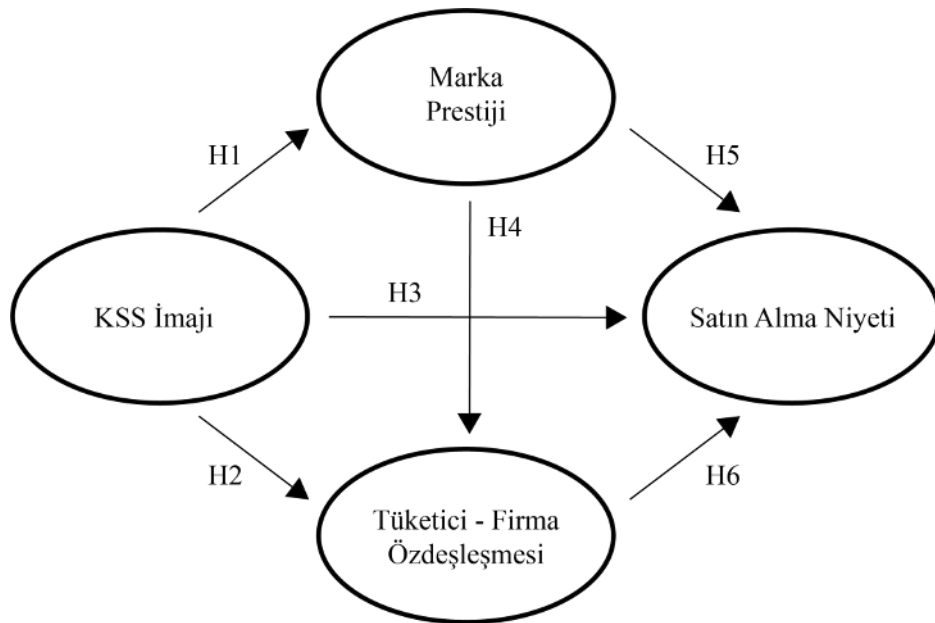 Marka
Prestiji
H1
H5
H4
H3
KSS İmajı
Satın Alma Niyeti
H2
H6
Tüketici - Firma
Özdeşleşmesi